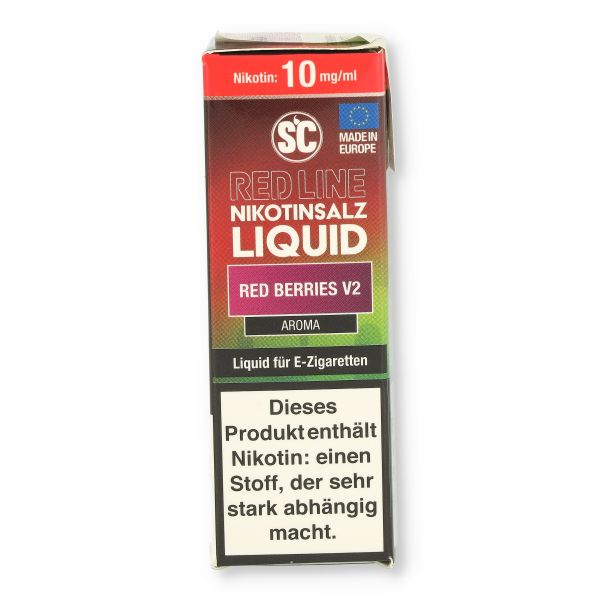 Nikotin: 10 mg/ml
SC
MADE IN
EUROPE
RED LINE
NIKOTINSALZ
LIQUID
RED BERRIES V2
AROMA
Liquid für E-Zigaretten
Dieses
Produkt enthält
Nikotin: einen
Stoff, der sehr
stark abhängig
macht.